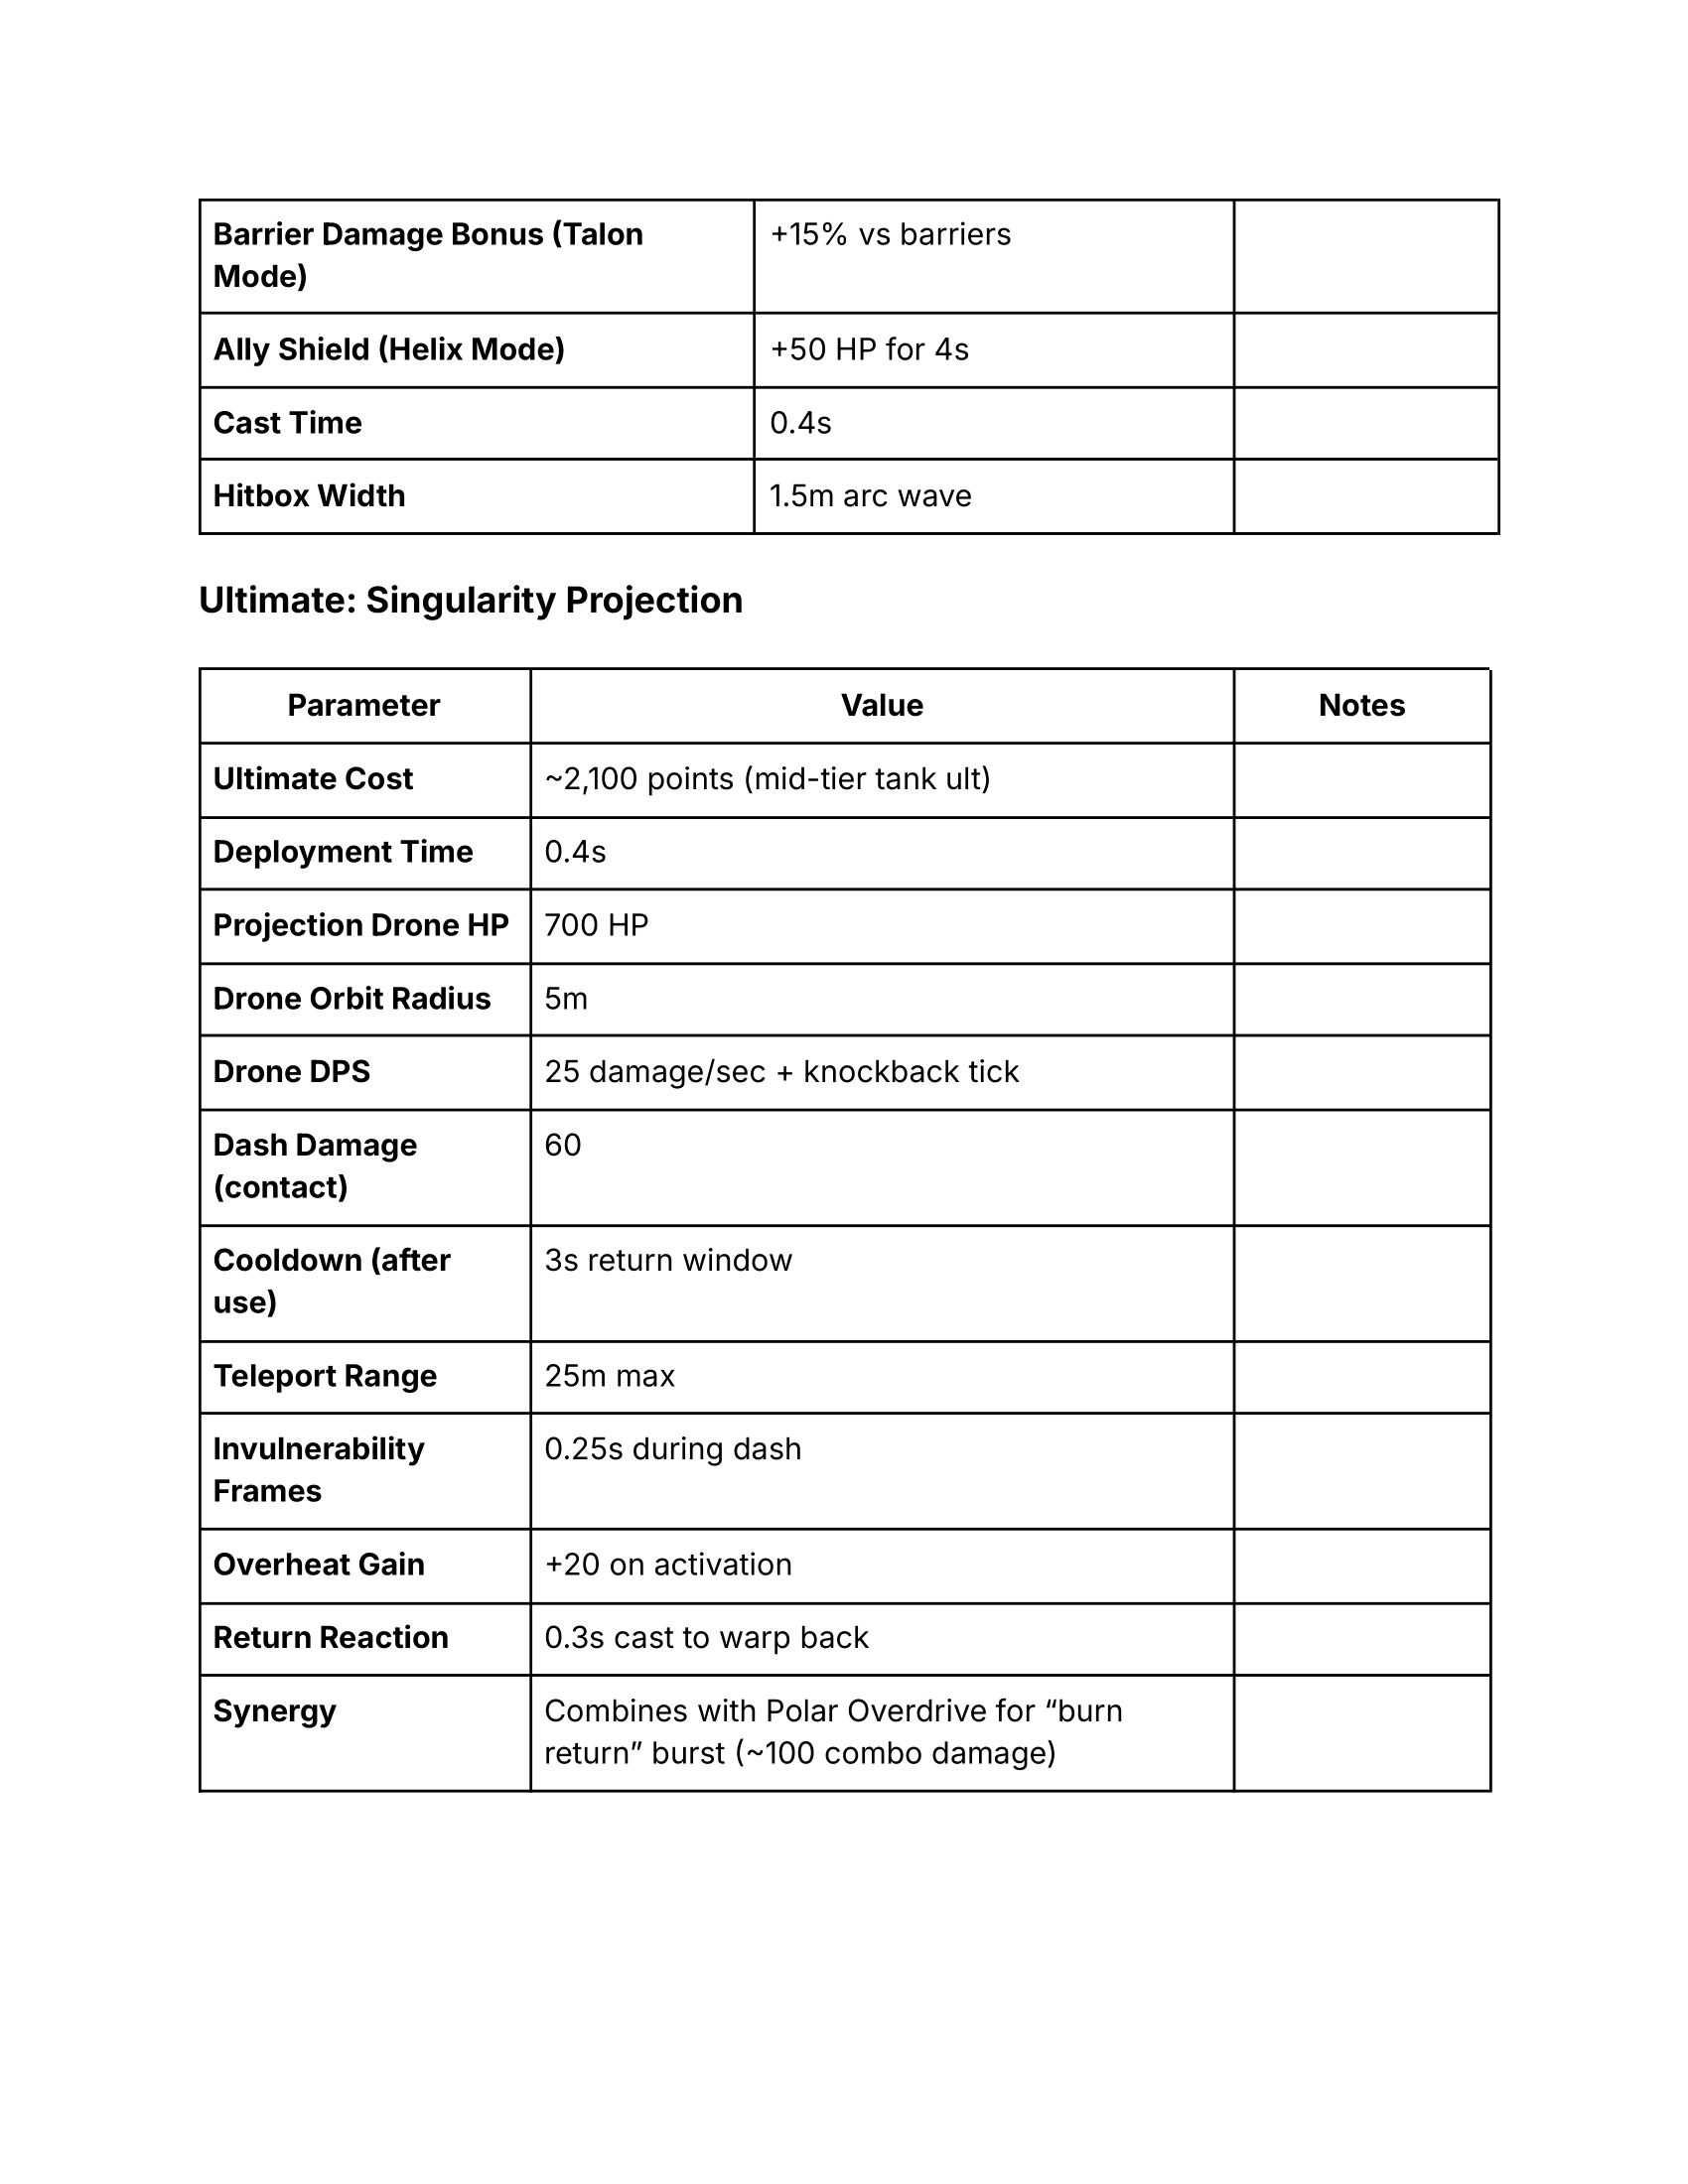 Barrier Damage Bonus (Talon
Mode)
+15% vs barriers
Ally Shield (Helix Mode)
+50 HP for 4s
Cast Time
0.4s
Hitbox Width
1.5m arc wave
Ultimate: Singularity Projection
Parameter
Value
Notes
Ultimate Cost
~2,100 points (mid-tier tank ult)
Deployment Time
0.4s
Projection Drone HP
700 HP
Drone Orbit Radius
5m
Drone DPS
25 damage/sec + knockback tick
Dash Damage
(contact)
60
Cooldown (after
use)
3s return window
Teleport Range
25m max
Invulnerability
Frames
0.25s during dash
Overheat Gain
+20 on activation
Return Reaction
0.3s cast to warp back
Synergy
Combines with Polar Overdrive for “burn
return” burst (~100 combo damage)